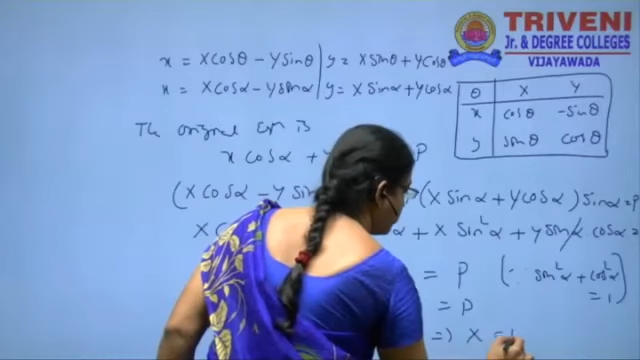 TRIVENI
Jr. & DEGREE COLLEGES
VIJAYAWADA
x = X cosθ − Y sinθ | y = X sinθ + Y cosθ
x = X cosα − Y sinα | y = X sinα + Y cosα
θ X Y
x cosθ −sinθ
y sinθ cosθ
The original eqn is
x cosα + P
(X cosα − Y sin (X sinα + Y cosα) sinα = P
X α + X sin²α + Y sinα cosα =
= P (∵ sin²α + cos²α = 1)
= P
⇒ X =